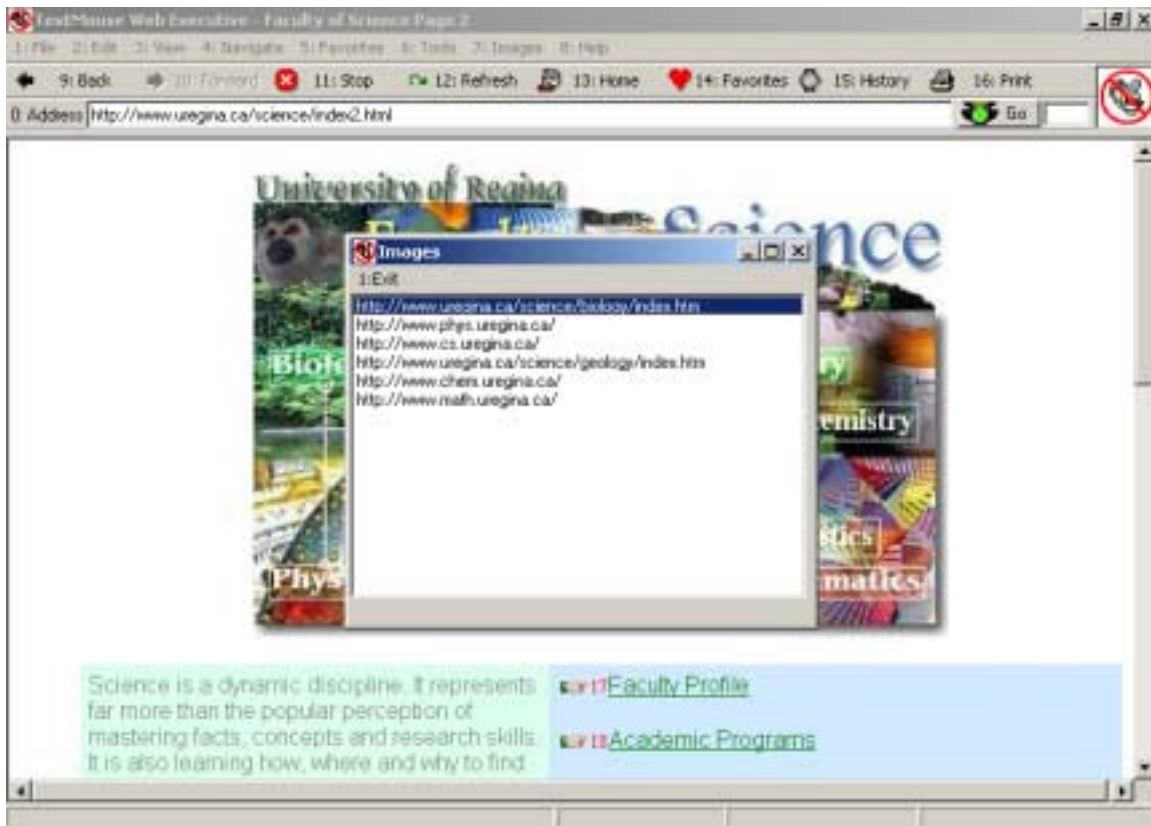 TextMouse Web Executive - Faculty of Science Page 2
1: File 2: Edit 3: View 4: Navigate 5: Favorites 6: Tools 7: Images 8: Help
9: Back 10: Forward 11: Stop 12: Refresh 13: Home 14: Favorites 15: History 16: Print
0: Address http://www.uregina.ca/science/index2.html Go
University of Regina
Science
Images
1:Exit
http://www.uregina.ca/science/biology/index.htm
http://www.phys.uregina.ca/
http://www.cs.uregina.ca/
http://www.uregina.ca/science/geology/index.htm
http://www.chem.uregina.ca/
http://www.math.uregina.ca/
Biol
ry
emistry
stics
Phys
matics
Science is a dynamic discipline. It represents
far more than the popular perception of
mastering facts, concepts and research skills.
It is also learning how, where and why to find
17 Faculty Profile
18 Academic Programs